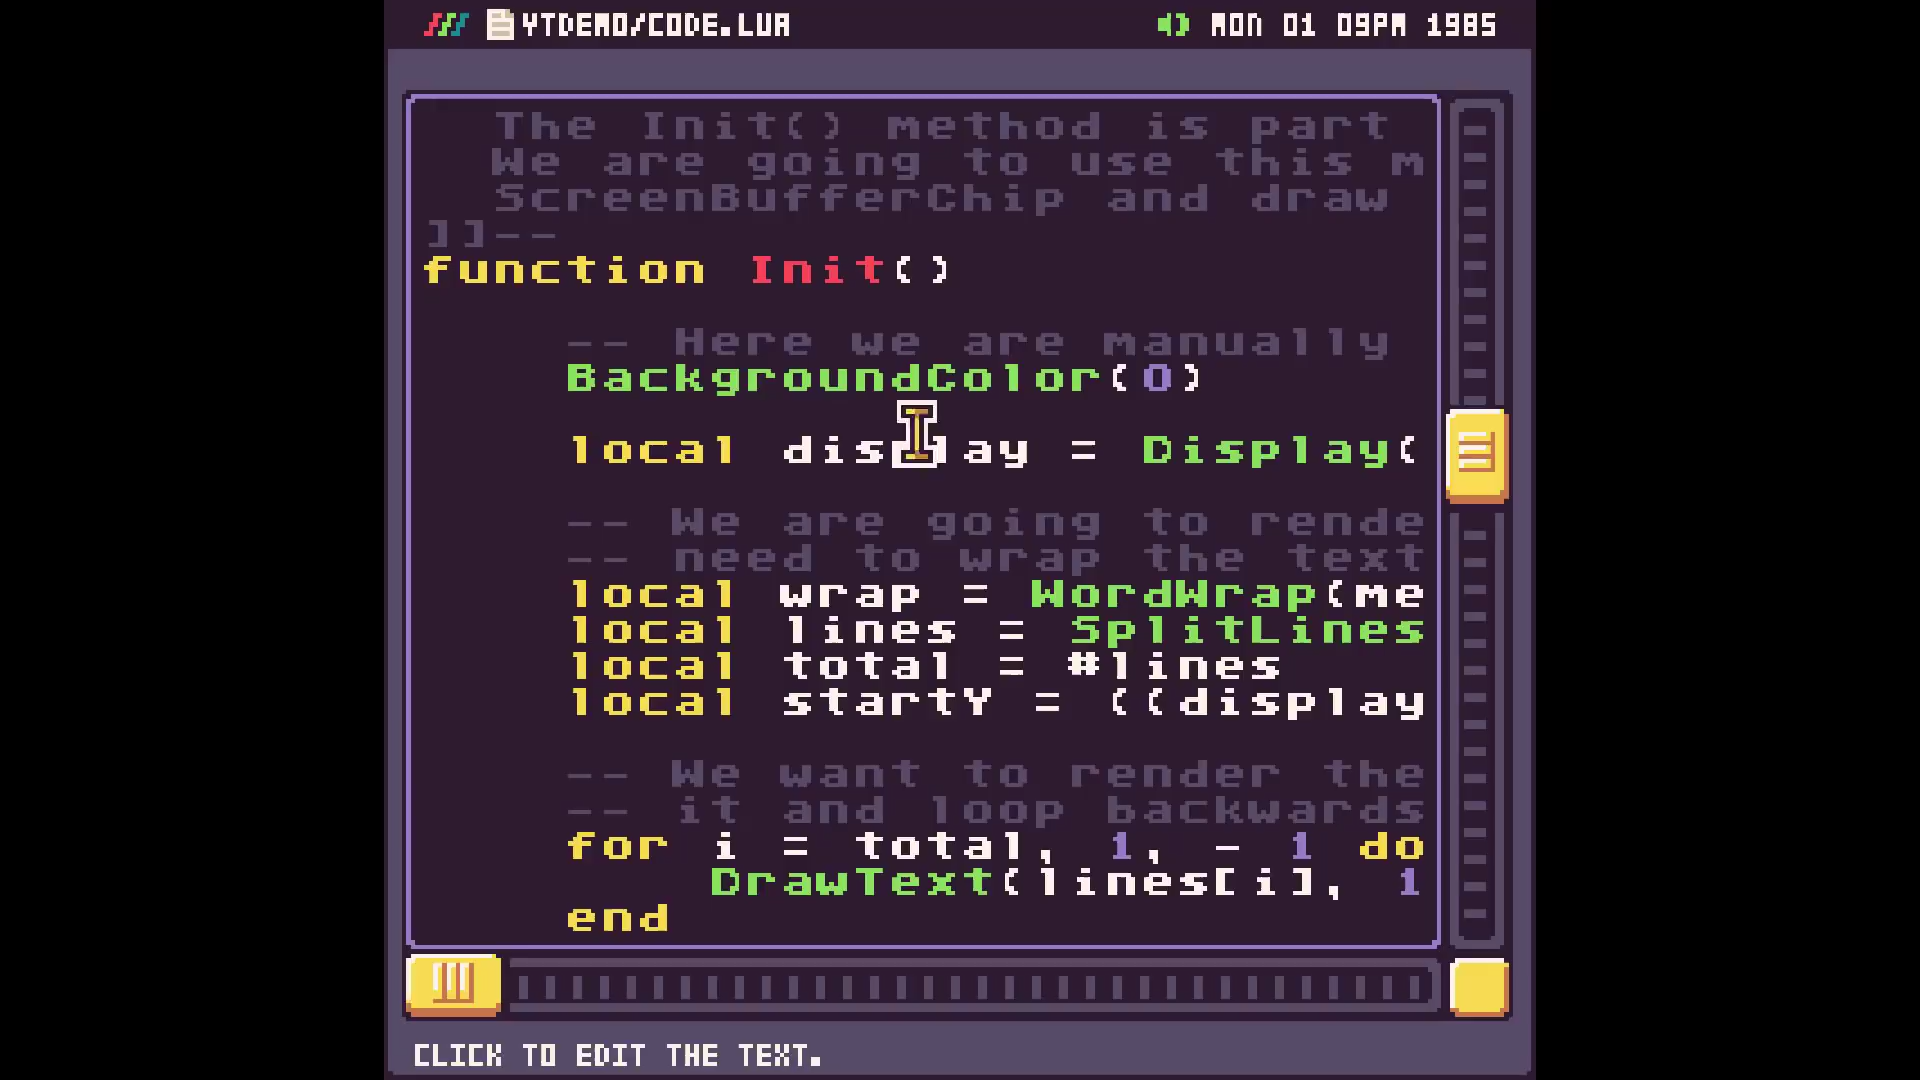 YTDEMO/CODE.LUA
MON 01 09PM 1985
The Init() method is part
We are going to use this m
ScreenBufferChip and draw
]]--
function Init()
-- Here we are manually
BackgroundColor(0)
local display = Display(
-- We are going to rende
-- need to wrap the text
local wrap = WordWrap(me
local lines = SplitLines
local total = #lines
local startY = ((display
-- We want to render the
-- it and loop backwards
for i = total, 1, - 1 do
DrawText(lines[i], 1
end
CLICK TO EDIT THE TEXT.